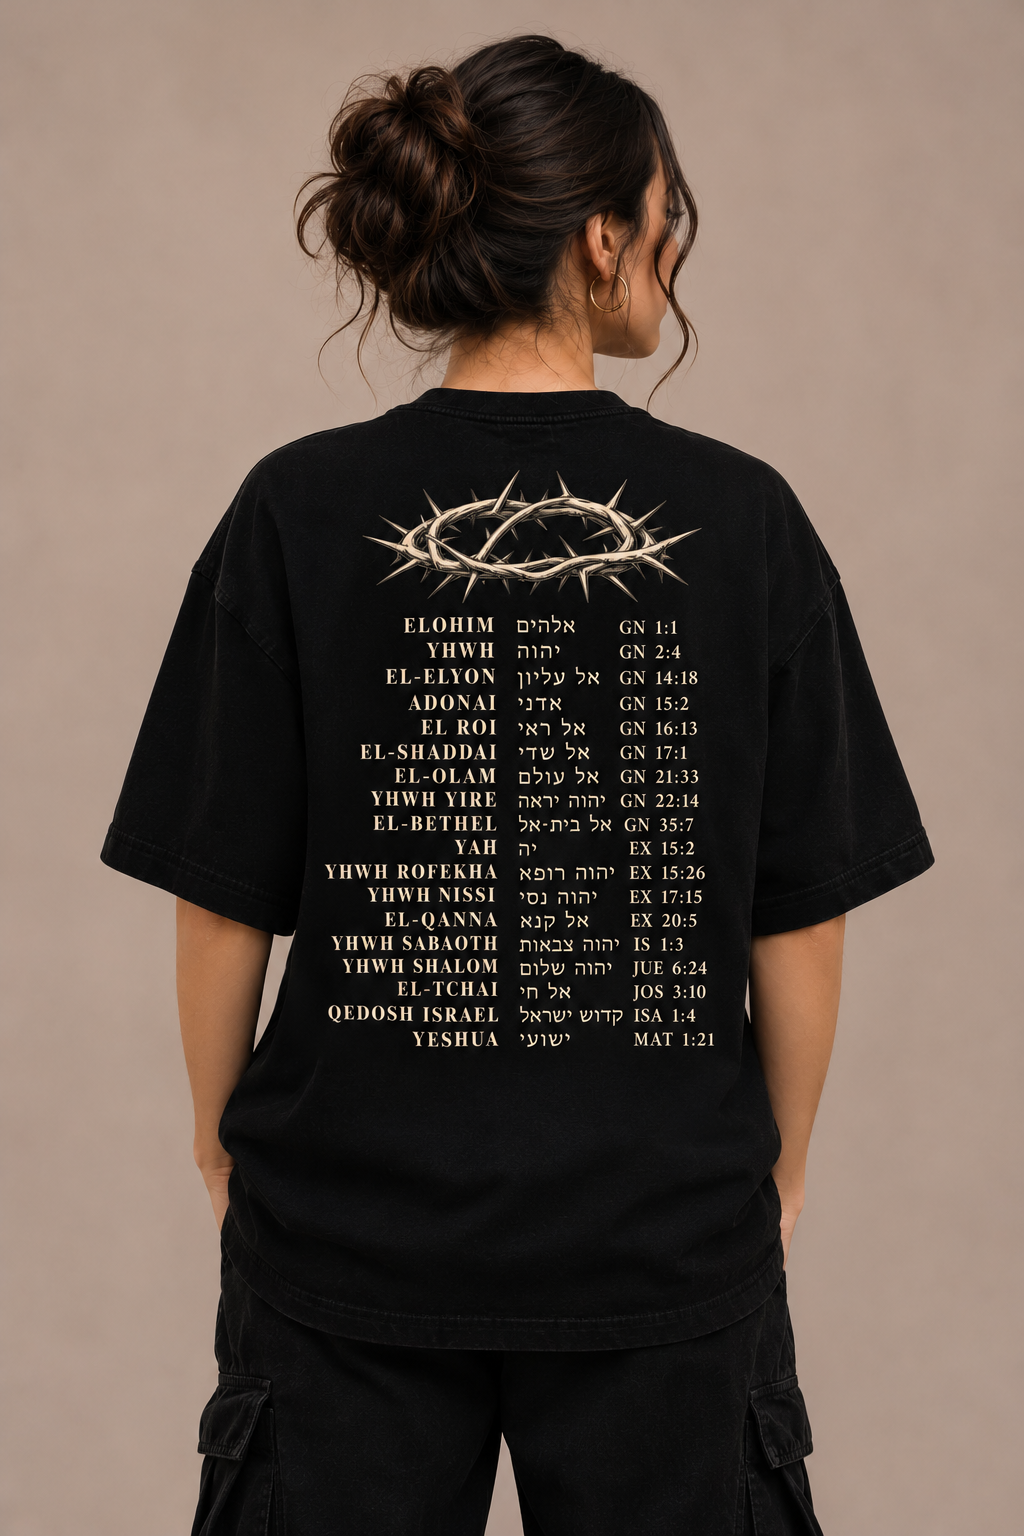 ELOHIM אלהים GN 1:1
YHWH יהוה GN 2:4
EL-ELYON אל עליון GN 14:18
ADONAI אדני GN 15:2
EL ROI אל ראי GN 16:13
EL-SHADDAI אל שדי GN 17:1
EL-OLAM אל עולם GN 21:33
YHWH YIRE יהוה יראה GN 22:14
EL-BETHEL אל בית-אל GN 35:7
YAH יה EX 15:2
YHWH ROFEKHA יהוה רופא EX 15:26
YHWH NISSI יהוה נסי EX 17:15
EL-QANNA אל קנא EX 20:5
YHWH SABAOTH יהוה צבאות IS 1:3
YHWH SHALOM יהוה שלום JUE 6:24
EL-TCHAI אל חי JOS 3:10
QEDOSH ISRAEL קדוש ישראל ISA 1:4
YESHUA ישועי MAT 1:21